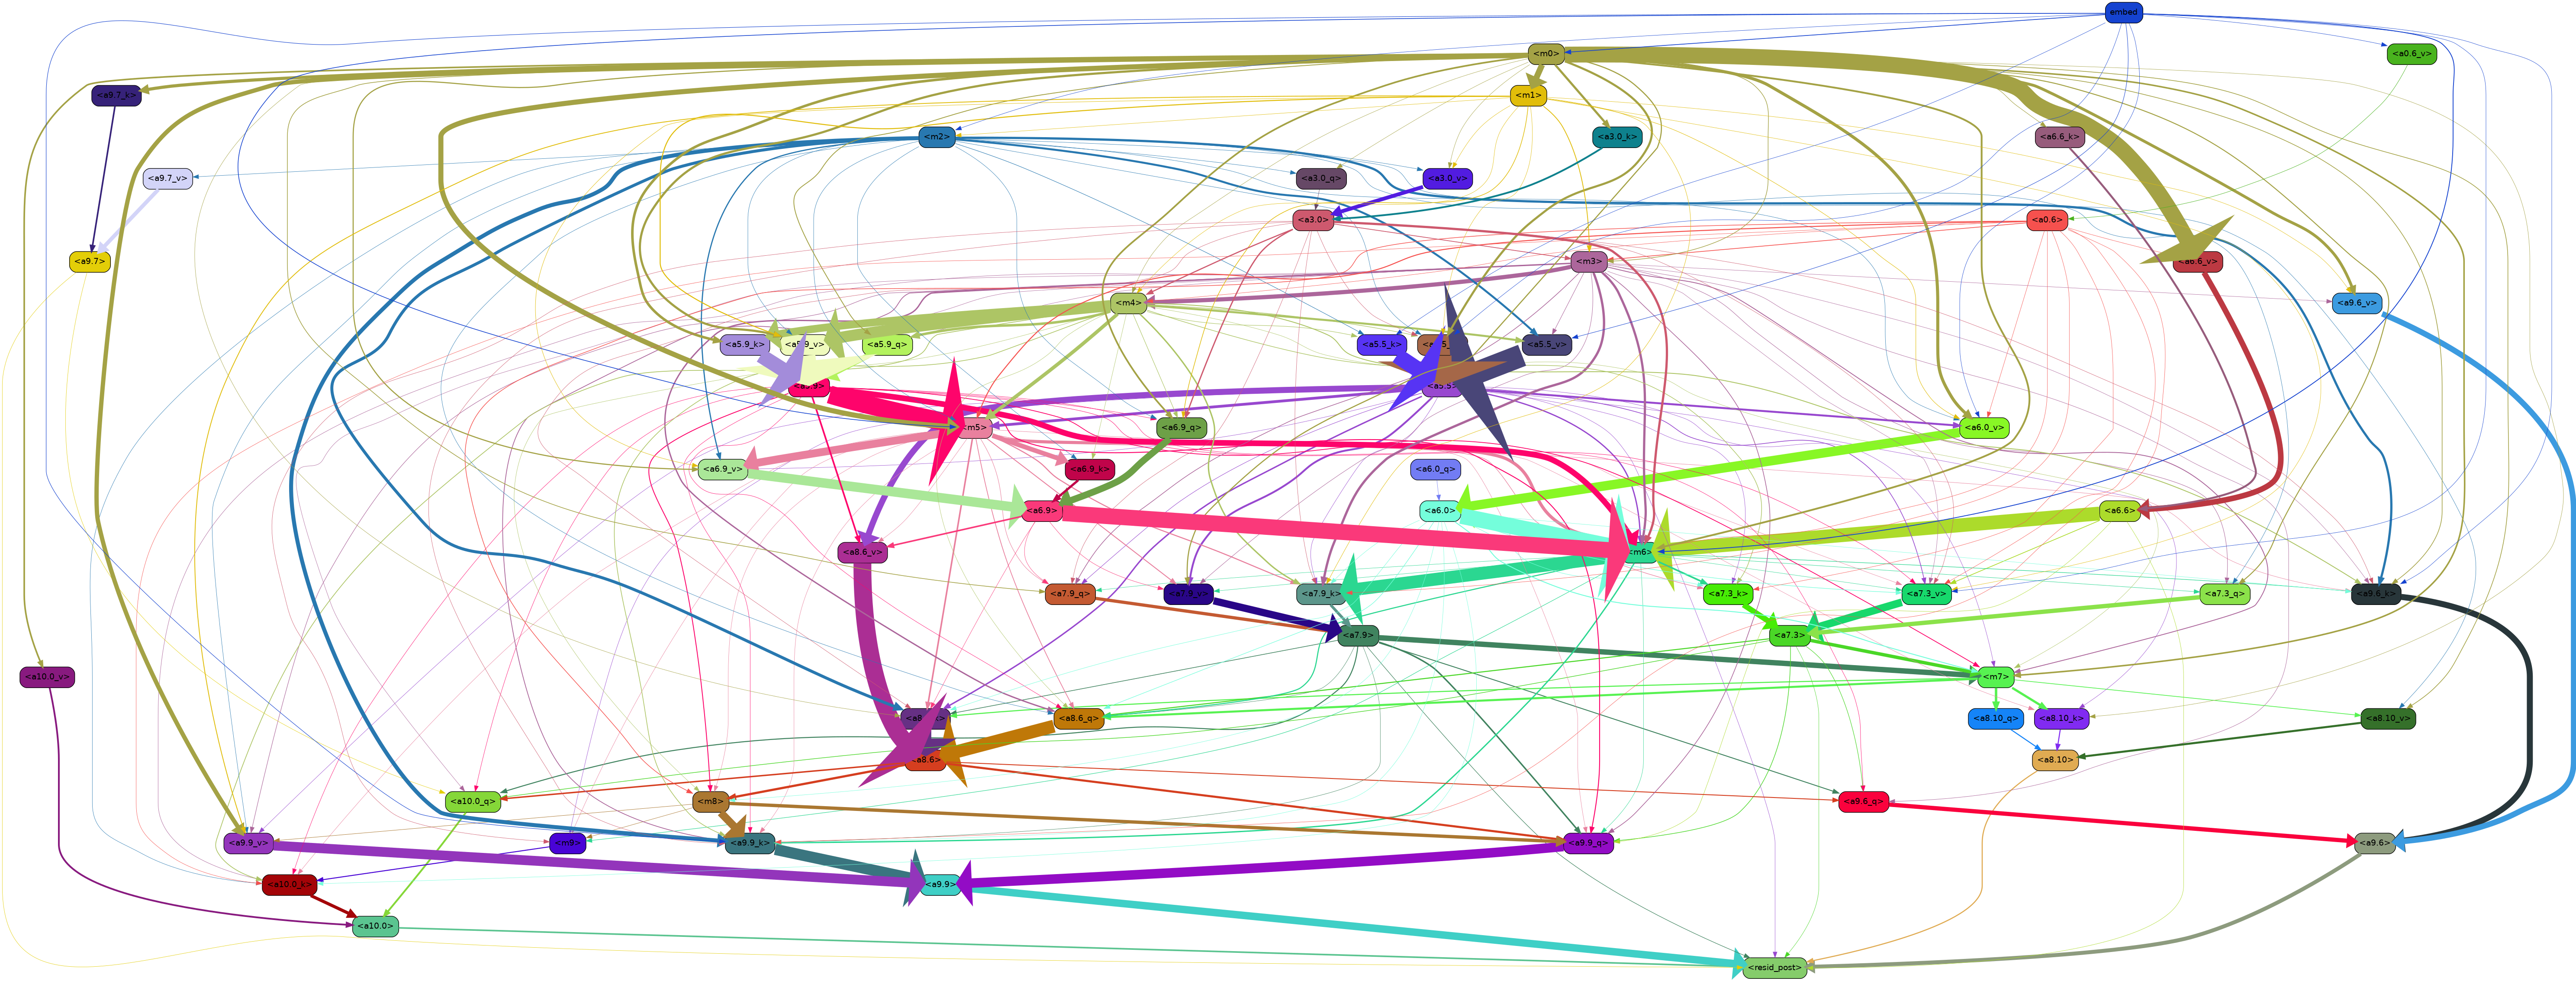 embed
<m0> <a0.6_v>
<a9.7_k> <m1>
<m2> <a3.0_k> <a6.6_k>
<a9.7_v> <a3.0_q> <a3.0_v>
<a3.0> <a0.6>
<a9.7> <m3> <a6.6_v>
<m4> <a9.6_v>
<a5.9_k> <a5.9_q> <a5.5_k> <a5.5_v>
<m5> <a6.9_q> <a6.0_v>
<a6.9_v> <a6.9_k> <a6.0_q>
<a6.9> <a6.0> <a6.6>
<a8.6_v> <m6>
<a7.9_q> <a7.9_v> <a7.9_k> <a7.3_k> <a7.3_v> <a7.3_q> <a9.6_k>
<a7.9> <a7.3>
<a10.0_v> <m7>
<a8.6_q> <a8.10_q> <a8.10_k> <a8.10_v>
<a8.6> <a8.10>
<a10.0_q> <m8> <a9.6_q>
<a9.9_v> <m9> <a9.9_k> <a9.9_q> <a9.6>
<a10.0_k> <a9.9>
<a10.0>
<resid_post>